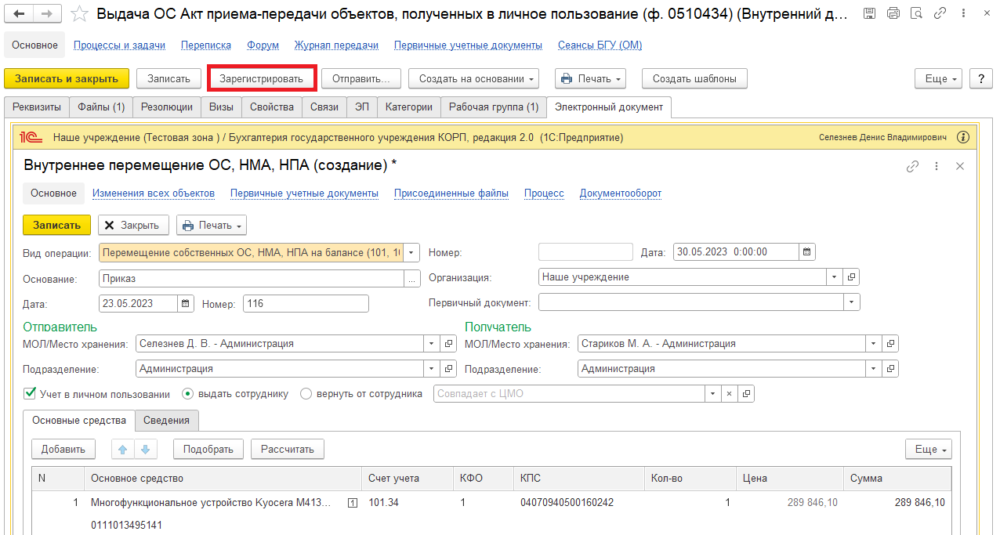 Выдача ОС Акт приема-передачи объектов, полученных в личное пользование (ф. 0510434) (Внутренний д...
Основное Процессы и задачи Переписка Форум Журнал передачи Первичные учетные документы Сеансы БГУ (ОМ)
Записать и закрыть Записать Зарегистрировать Отправить... Создать на основании Печать Создать шаблоны Еще ?
Реквизиты Файлы (1) Резолюции Визы Свойства Связи ЭП Категории Рабочая группа (1) Электронный документ
1С Наше учреждение (Тестовая зона ) / Бухгалтерия государственного учреждения КОРП, редакция 2.0 (1С:Предприятие) Селезнев Денис Владимирович
Внутреннее перемещение ОС, НМА, НПА (создание) *
Основное Изменения всех объектов Первичные учетные документы Присоединенные файлы Процесс Документооборот
Записать Закрыть Печать
Вид операции: Перемещение собственных ОС, НМА, НПА на балансе (101, 10 Номер: Дата: 30.05.2023 0:00:00
Основание: Приказ ... Организация: Наше учреждение
Дата: 23.05.2023 Номер: 116 Первичный документ:
Отправитель Получатель
МОЛ/Место хранения: Селезнев Д. В. - Администрация МОЛ/Место хранения: Стариков М. А. - Администрация
Подразделение: Администрация Подразделение: Администрация
Учет в личном пользовании выдать сотруднику вернуть от сотрудника Совпадает с ЦМО
Основные средства Сведения
Добавить Подобрать Рассчитать Еще
N Основное средство Счет учета КФО КПС Кол-во Цена Сумма
1 Многофункциональное устройство Kyocera M413... 1 101.34 1 04070940500160242 1 289 846,10 289 846,10
0111013495141